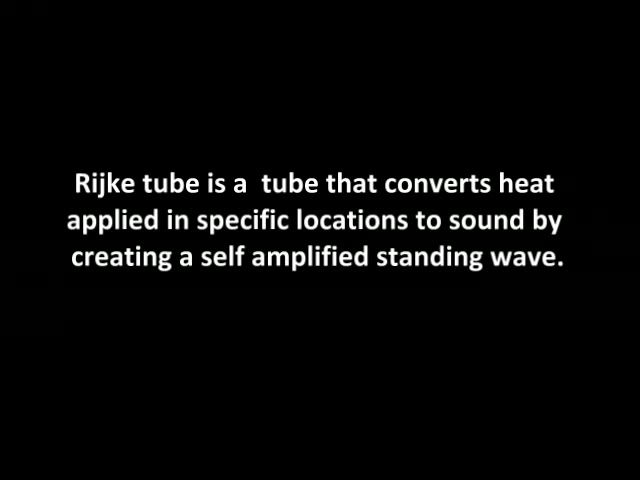 Rijke tube is a  tube that converts heat
applied in specific locations to sound by
creating a self amplified standing wave.